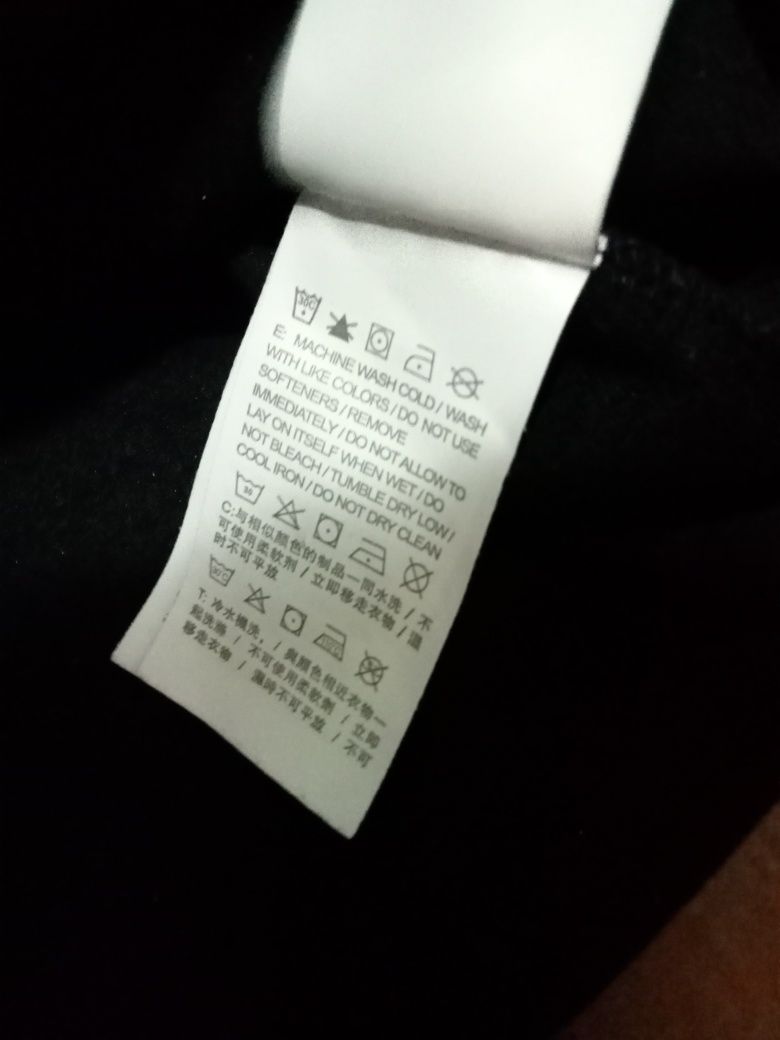 30C
E: MACHINE WASH COLD / WASH
WITH LIKE COLORS / DO NOT USE
SOFTENERS / REMOVE
IMMEDIATELY / DO NOT ALLOW TO
LAY ON ITSELF WHEN WET / DO
NOT BLEACH / TUMBLE DRY LOW /
COOL IRON / DO NOT DRY CLEAN
30
C:与相似颜色的制品一同水洗 / 不
可使用柔软剂 / 立即移走衣物 / 湿
时不可平放
30°C
T: 冷水機洗, / 與顏色相近衣物一
起洗滌 / 不可使用柔軟劑 / 立即
移走衣物 / 濕時不可平放 / 不可